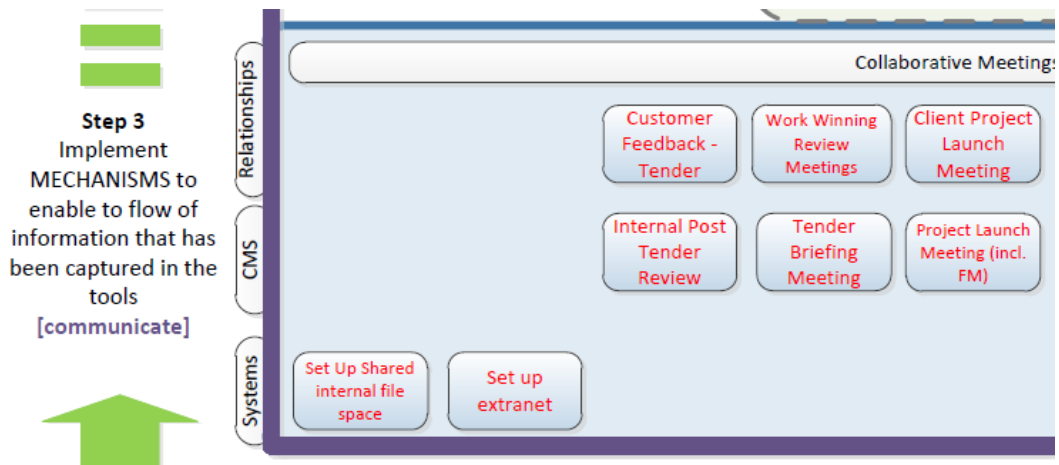 Step 3
Implement
MECHANISMS to
enable to flow of
information that has
been captured in the
tools
[communicate]
Relationships
CMS
Systems
Collaborative Meetings
Customer
Feedback -
Tender
Work Winning
Review
Meetings
Client Project
Launch
Meeting
Internal Post
Tender
Review
Tender
Briefing
Meeting
Project Launch
Meeting (incl.
FM)
Set Up Shared
internal file
space
Set up
extranet